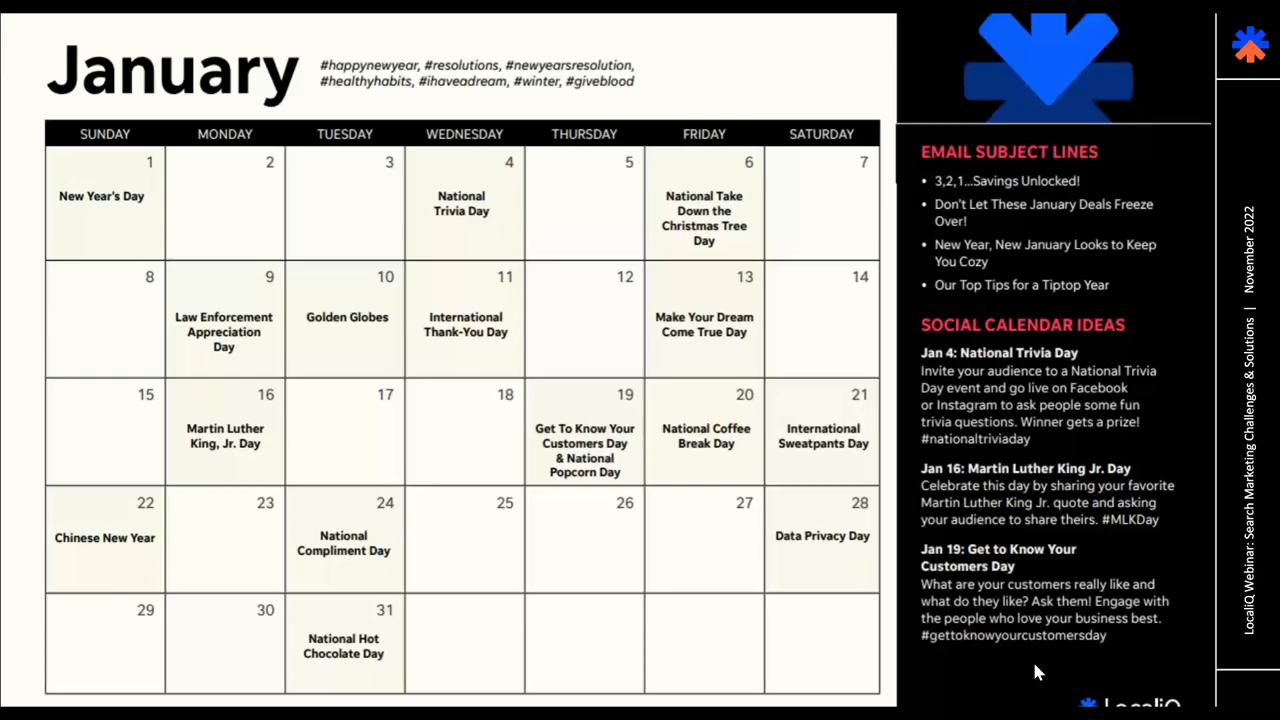 January
#happynewyear, #resolutions, #newyearsresolution,
#healthyhabits, #ihaveadream, #winter, #giveblood
SUNDAY MONDAY TUESDAY WEDNESDAY THURSDAY FRIDAY SATURDAY
1
New Year's Day
2
3
4
National
Trivia Day
5
6
National Take
Down the
Christmas Tree
Day
7
8
9
Law Enforcement
Appreciation
Day
10
Golden Globes
11
International
Thank-You Day
12
13
Make Your Dream
Come True Day
14
15
16
Martin Luther
King, Jr. Day
17
18
19
Get To Know Your
Customers Day
& National
Popcorn Day
20
National Coffee
Break Day
21
International
Sweatpants Day
22
Chinese New Year
23
24
National
Compliment Day
25
26
27
28
Data Privacy Day
29
30
31
National Hot
Chocolate Day
EMAIL SUBJECT LINES
• 3,2,1...Savings Unlocked!
• Don't Let These January Deals Freeze
Over!
• New Year, New January Looks to Keep
You Cozy
• Our Top Tips for a Tiptop Year
SOCIAL CALENDAR IDEAS
Jan 4: National Trivia Day
Invite your audience to a National Trivia
Day event and go live on Facebook
or Instagram to ask people some fun
trivia questions. Winner gets a prize!
#nationaltriviaday
Jan 16: Martin Luther King Jr. Day
Celebrate this day by sharing your favorite
Martin Luther King Jr. quote and asking
your audience to share theirs. #MLKDay
Jan 19: Get to Know Your
Customers Day
What are your customers really like and
what do they like? Ask them! Engage with
the people who love your business best.
#gettoknowyourcustomersday
LocaliQ
LocaliQ Webinar: Search Marketing Challenges & Solutions | November 2022